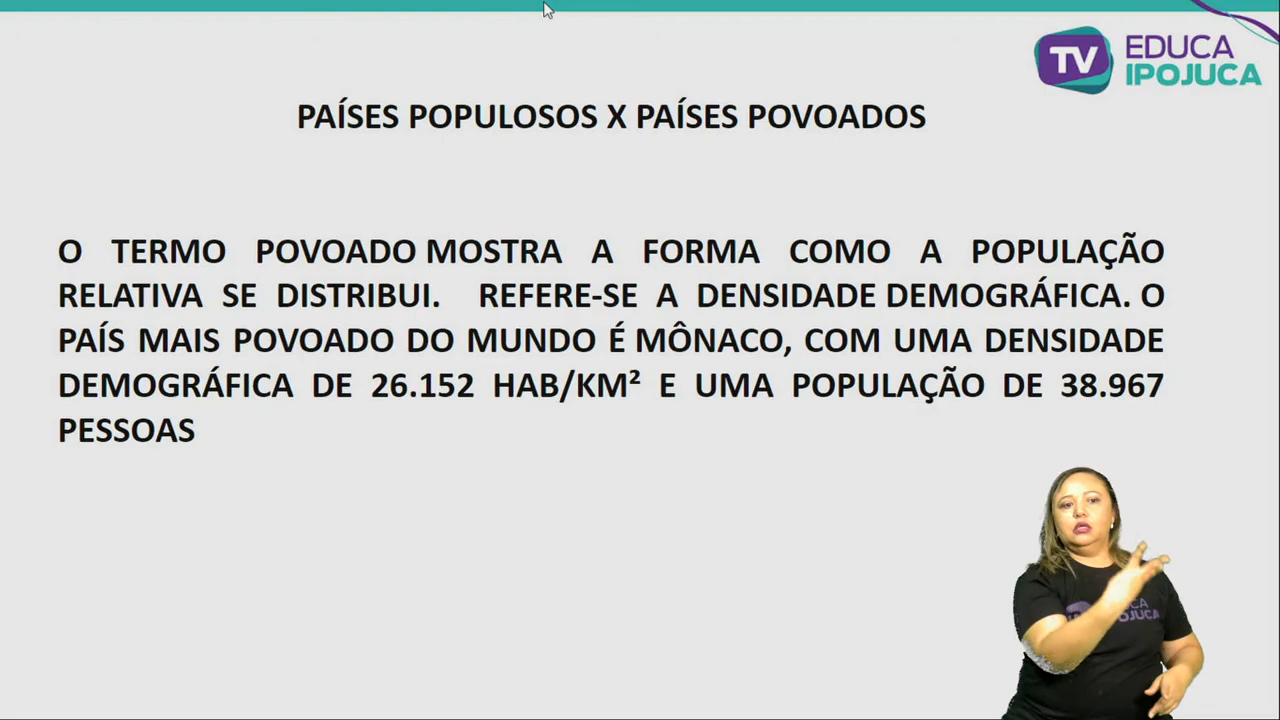 TV EDUCA
IPOJUCA
PAÍSES POPULOSOS X PAÍSES POVOADOS
O TERMO POVOADO MOSTRA A FORMA COMO A POPULAÇÃO
RELATIVA SE DISTRIBUI. REFERE-SE A DENSIDADE DEMOGRÁFICA. O
PAÍS MAIS POVOADO DO MUNDO É MÔNACO, COM UMA DENSIDADE
DEMOGRÁFICA DE 26.152 HAB/KM² E UMA POPULAÇÃO DE 38.967
PESSOAS